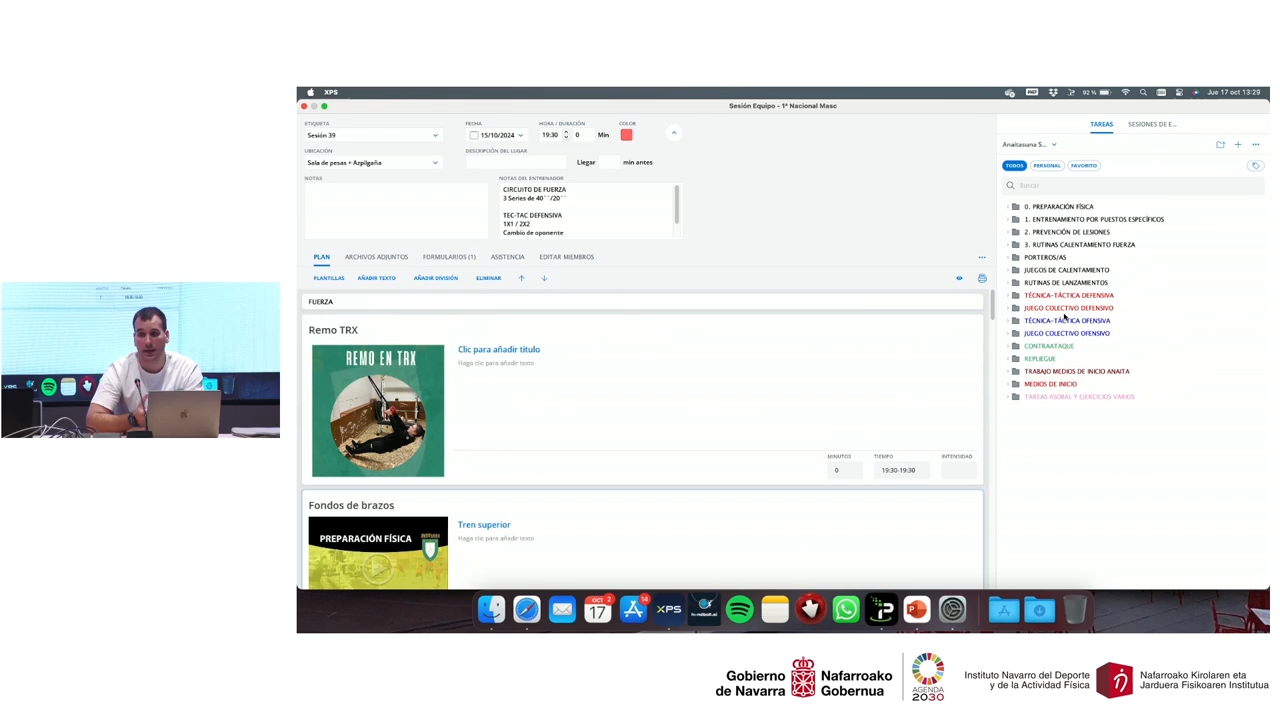 XPS
92 %
Jue 17 oct 13:29
Sesión Equipo - 1ª Nacional Masc
ETIQUETA
FECHA
HORA / DURACIÓN
COLOR
Sesión 39
15/10/2024
19:30
0
Min
UBICACIÓN
DESCRIPCIÓN DEL LUGAR
Sala de pesas + Azpilgaña
Llegar
min antes
NOTAS
NOTAS DEL ENTRENADOR
CIRCUITO DE FUERZA
3 Series de 40´´/20´´
TEC-TAC DEFENSIVA
1X1 / 2X2
Cambio de oponente
PLAN
ARCHIVOS ADJUNTOS
FORMULARIOS (1)
ASISTENCIA
EDITAR MIEMBROS
PLANTILLAS
AÑADIR TEXTO
AÑADIR DIVISIÓN
ELIMINAR
FUERZA
Remo TRX
REMO EN TRX
Clic para añadir título
Haga clic para añadir texto
MINUTOS
TIEMPO
INTENSIDAD
0
19:30-19:30
Fondos de brazos
PREPARACIÓN FÍSICA
Tren superior
Haga clic para añadir texto
TAREAS
SESIONES DE E...
Anaitasuna S...
TODOS
PERSONAL
FAVORITO
Buscar
0. PREPARACIÓN FÍSICA
1. ENTRENAMIENTO POR PUESTOS ESPECÍFICOS
2. PREVENCIÓN DE LESIONES
3. RUTINAS CALENTAMIENTO FUERZA
PORTEROS/AS
JUEGOS DE CALENTAMIENTO
RUTINAS DE LANZAMIENTOS
TÉCNICA-TÁCTICA DEFENSIVA
JUEGO COLECTIVO DEFENSIVO
TÉCNICA-TÁCTICA OFENSIVA
JUEGO COLECTIVO OFENSIVO
CONTRAATAQUE
REPLIEGUE
TRABAJO MEDIOS DE INICIO ANAITA
MEDIOS DE INICIO
TAREAS ASOBAL Y EJERCICIOS VARIOS
OCT
2
17
14
XPS
Gobierno
de Navarra
Nafarroako
Gobernua
AGENDA
2030
Instituto Navarro del Deporte
y de la Actividad Física
Nafarroako Kirolaren eta
Jarduera Fisikoaren Institutua